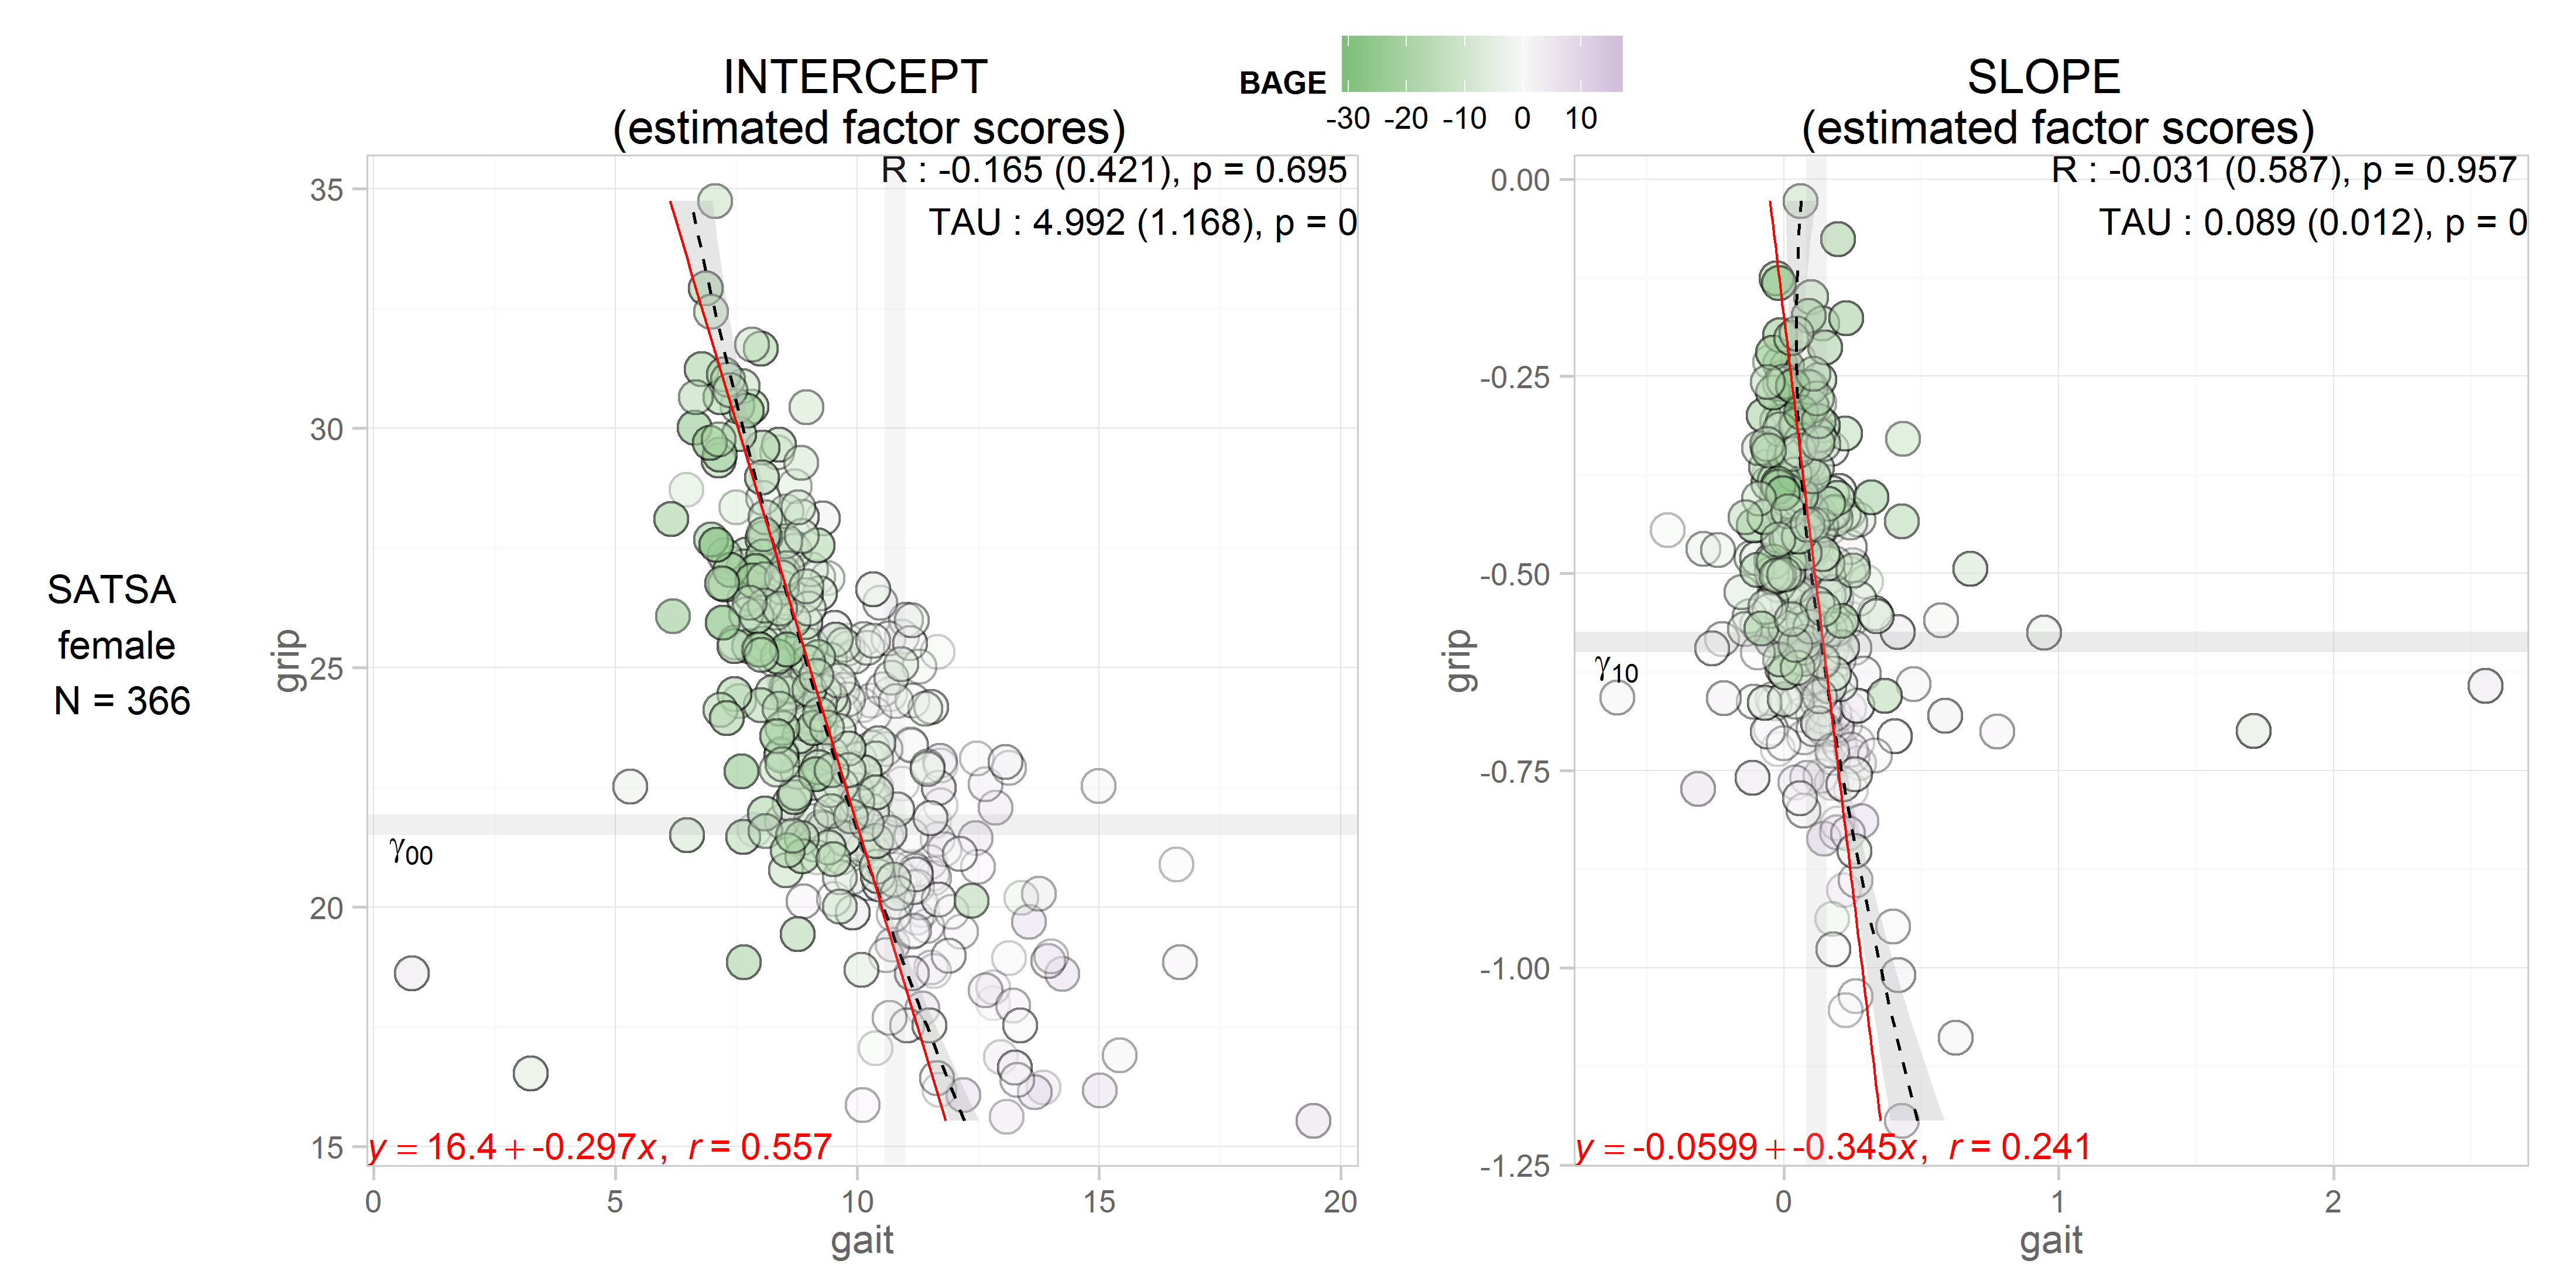 BAGE
-30 -20 -10 0 10
INTERCEPT
(estimated factor scores)
R : -0.165 (0.421), p = 0.695
TAU : 4.992 (1.168), p = 0
35
30
25
20
15
grip
γ00
y = 16.4 + -0.297x, r = 0.557
0 5 10 15 20
gait
SATSA
female
N = 366
SLOPE
(estimated factor scores)
R : -0.031 (0.587), p = 0.957
TAU : 0.089 (0.012), p = 0
0.00
-0.25
-0.50
-0.75
-1.00
-1.25
grip
γ10
y = -0.0599 + -0.345x, r = 0.241
0 1 2
gait